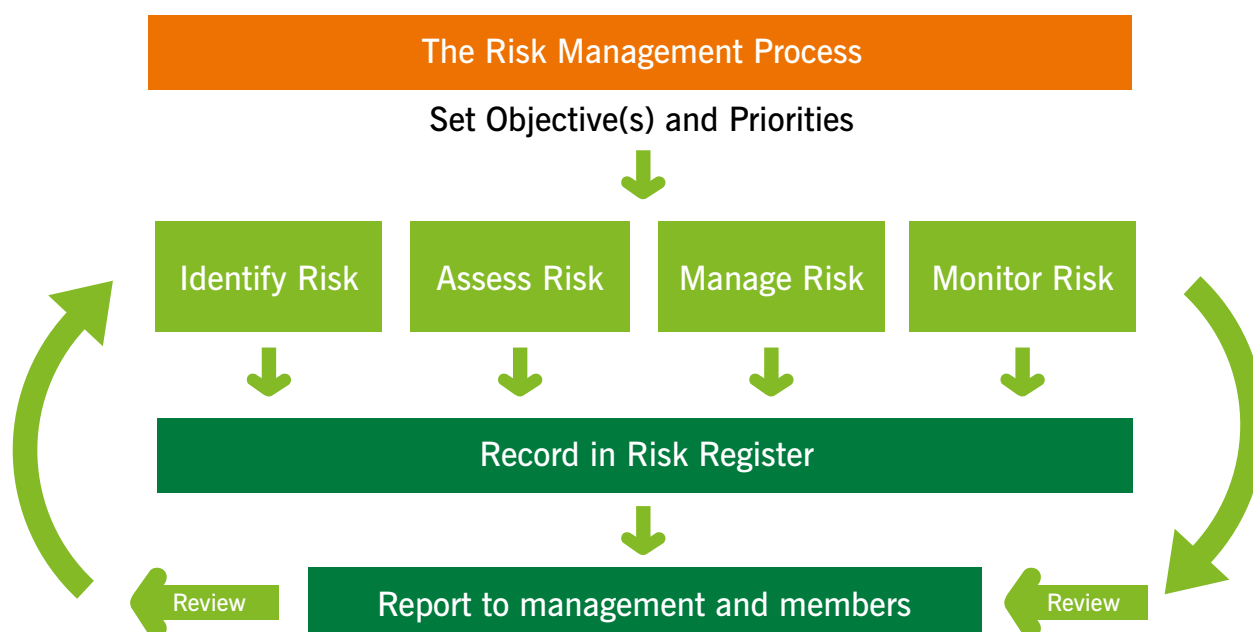 The Risk Management Process
Set Objective(s) and Priorities
Identify Risk
Assess Risk
Manage Risk
Monitor Risk
Record in Risk Register
Review
Report to management and members
Review